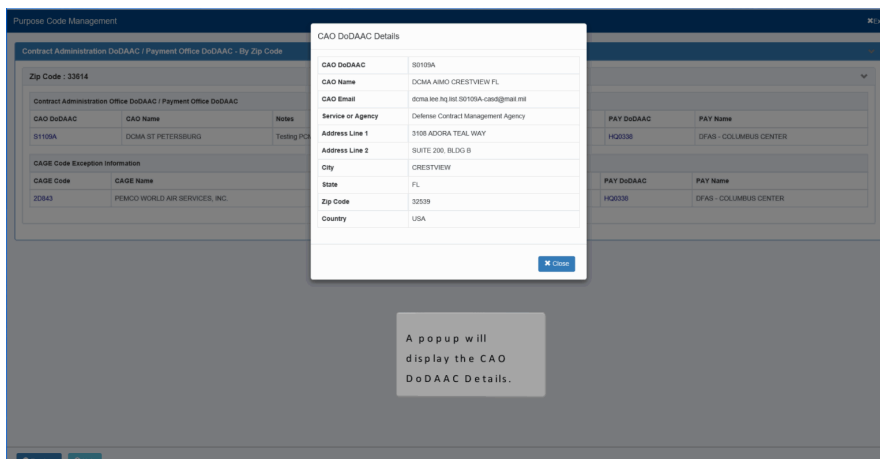 Purpose Code Management
Contract Administration DoDAAC / Payment Office DoDAAC - By Zip Code
Zip Code : 33614
Contract Administration Office DoDAAC / Payment Office DoDAAC
CAO DoDAAC CAO Name Notes PAY DoDAAC PAY Name
S1109A DCMA ST PETERSBURG HQ0338 DFAS - COLUMBUS CENTER
CAGE Code Exception Information
CAGE Code CAGE Name PAY DoDAAC PAY Name
2D843 PEMCO WORLD AIR SERVICES, INC. HQ0338 DFAS - COLUMBUS CENTER
CAO DoDAAC Details
CAO DoDAAC S0109A
CAO Name DCMA AIMO CRESTVIEW FL
CAO Email dcma.lee.hq.list.S0109A-casd@mail.mil
Service or Agency Defense Contract Management Agency
Address Line 1 3108 ADORA TEAL WAY
Address Line 2 SUITE 200, BLDG B
City CRESTVIEW
State FL
Zip Code 32539
Country USA
Close
A popup will
display the CAO
DoDAAC Details.